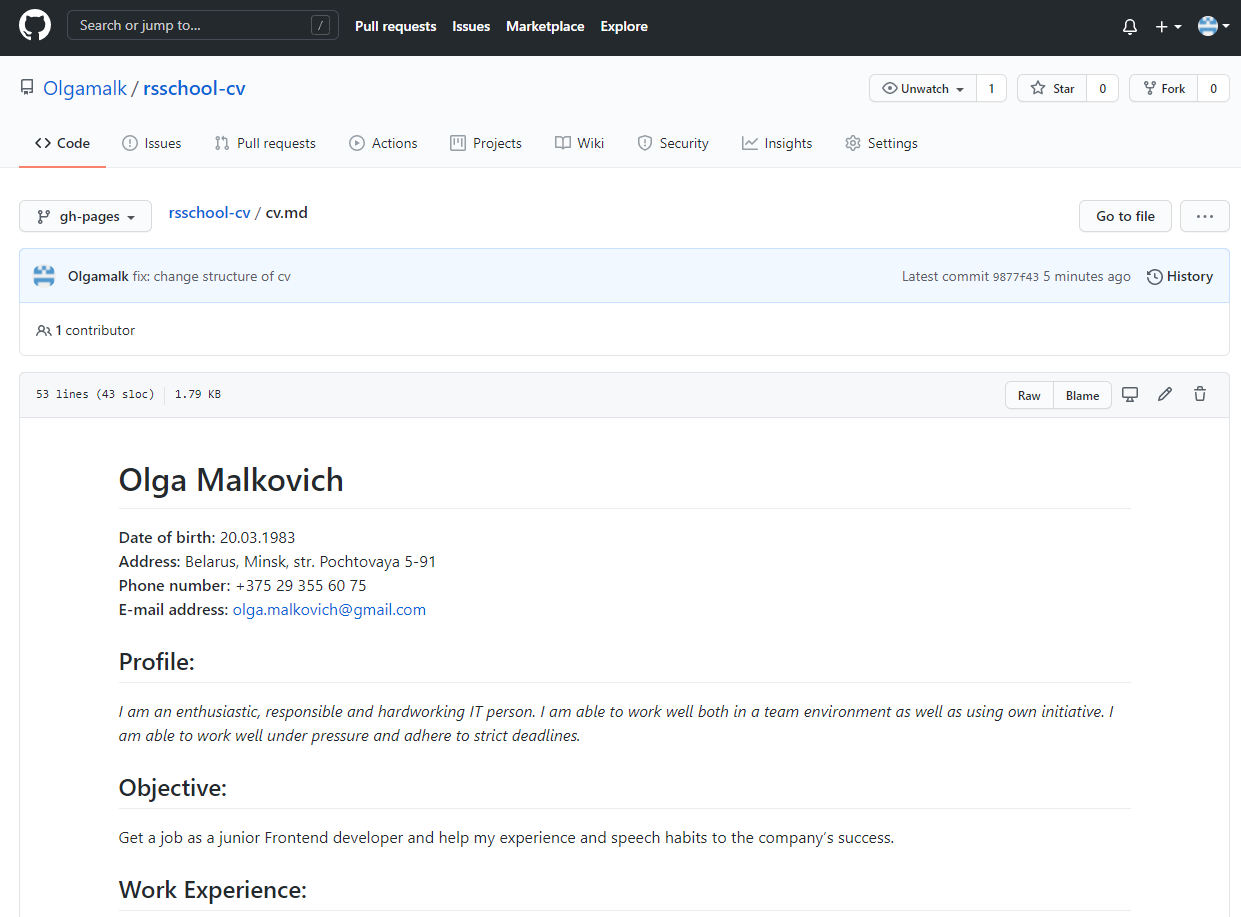 Search or jump to... /
Pull requests Issues Marketplace Explore
Olgamalk / rsschool-cv
Unwatch 1 Star 0 Fork 0
Code Issues Pull requests Actions Projects Wiki Security Insights Settings
gh-pages rsschool-cv / cv.md Go to file ...
Olgamalk fix: change structure of cv Latest commit 9877f43 5 minutes ago History
1 contributor
53 lines (43 sloc) 1.79 KB Raw Blame
Olga Malkovich
Date of birth: 20.03.1983
Address: Belarus, Minsk, str. Pochtovaya 5-91
Phone number: +375 29 355 60 75
E-mail address: olga.malkovich@gmail.com
Profile:
I am an enthusiastic, responsible and hardworking IT person. I am able to work well both in a team environment as well as using own initiative. I
am able to work well under pressure and adhere to strict deadlines.
Objective:
Get a job as a junior Frontend developer and help my experience and speech habits to the company's success.
Work Experience: